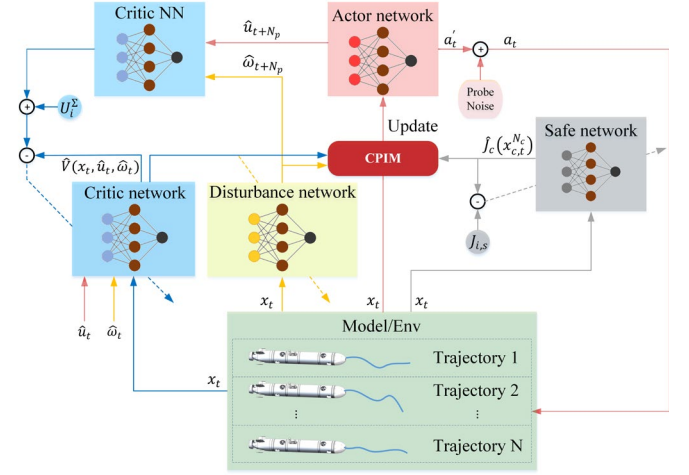 Critic NN
Actor network
û_{t+N_p}
a_t^'
a_t
ω̂_{t+N_p}
Probe
Noise
U_i^Σ
Update
Ĵ_c(x_{c,t}^{N_c})
Safe network
V̂(x_t, û_t, ω̂_t)
CPIM
Critic network
Disturbance network
J_{i,s}
û_t
ω̂_t
x_t
x_t
x_t
Model/Env
Trajectory 1
x_t
Trajectory 2
⋮
⋮
Trajectory N